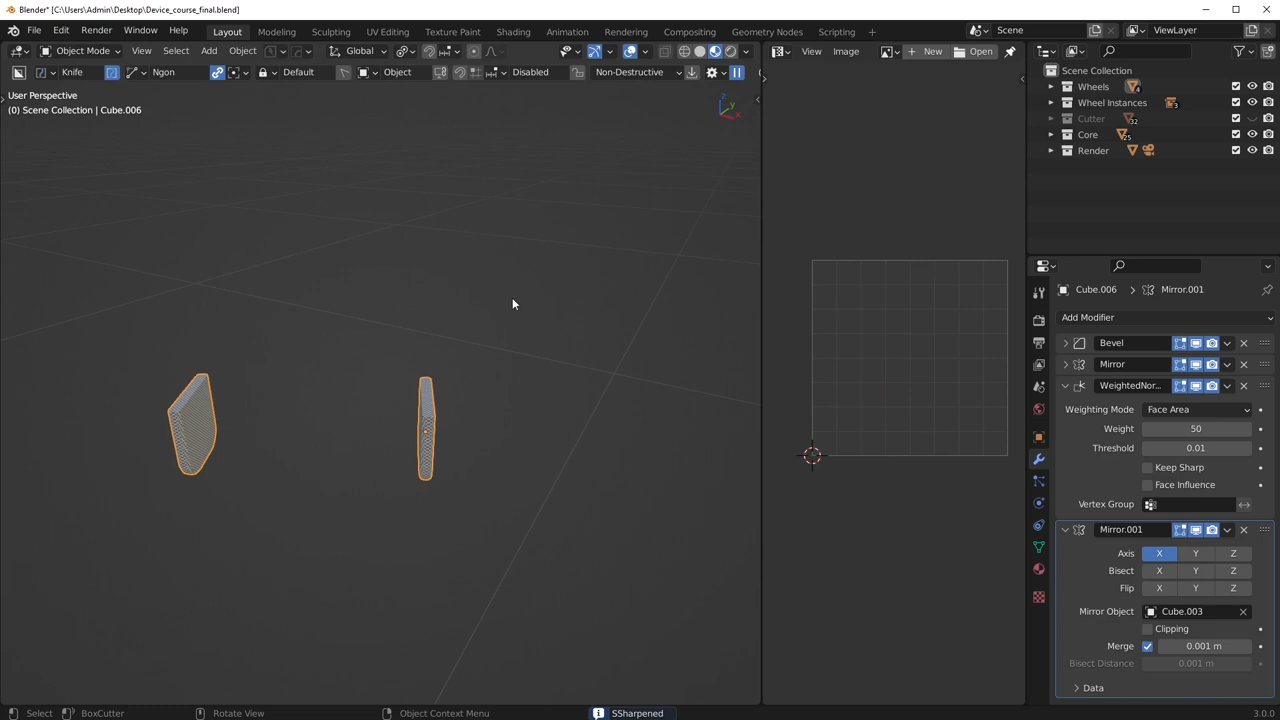 Blender* [C:\Users\Admin\Desktop\Device_course_final.blend]
File Edit Render Window Help Layout Modeling Sculpting UV Editing Texture Paint Shading Animation Rendering Compositing Geometry Nodes Scripting + Scene ViewLayer
Object Mode View Select Add Object Global View Image New Open
Knife Ngon Default Object Disabled Non-Destructive
User Perspective
(0) Scene Collection | Cube.006
Z
Y
X
Scene Collection
Wheels 4
Wheel Instances 3
Cutter 32
Core 25
Render
Cube.006 > Mirror.001
Add Modifier
Bevel
Mirror
WeightedNor...
Weighting Mode Face Area
Weight 50
Threshold 0.01
Keep Sharp
Face Influence
Vertex Group
Mirror.001
Axis X Y Z
Bisect X Y Z
Flip X Y Z
Mirror Object Cube.003
Clipping
Merge 0.001 m
Bisect Distance 0.001 m
Data
Select BoxCutter Rotate View Object Context Menu SSharpened 3.0.0